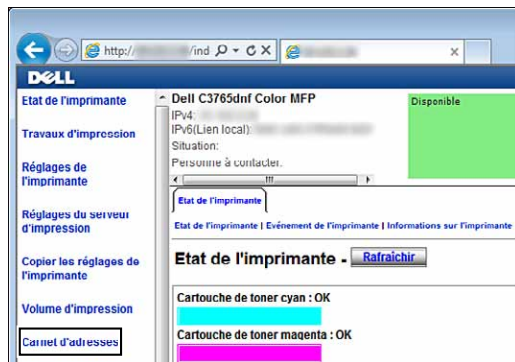 http://
/ind
DELL
Etat de l'imprimante
Travaux d'impression
Réglages de
l'imprimante
Réglages du serveur
d'impression
Copier les réglages de
l'imprimante
Volume d'impression
Carnet d'adresses
Dell C3765dnf Color MFP
IPv4:
IPv6(Lien local):
Situation:
Personne à contacter:
Disponible
Etat de l'imprimante
Etat de l'imprimante | Evénement de l'imprimante | Informations sur l'imprimante
Etat de l'imprimante - Rafraîchir
Cartouche de toner cyan : OK
Cartouche de toner magenta : OK